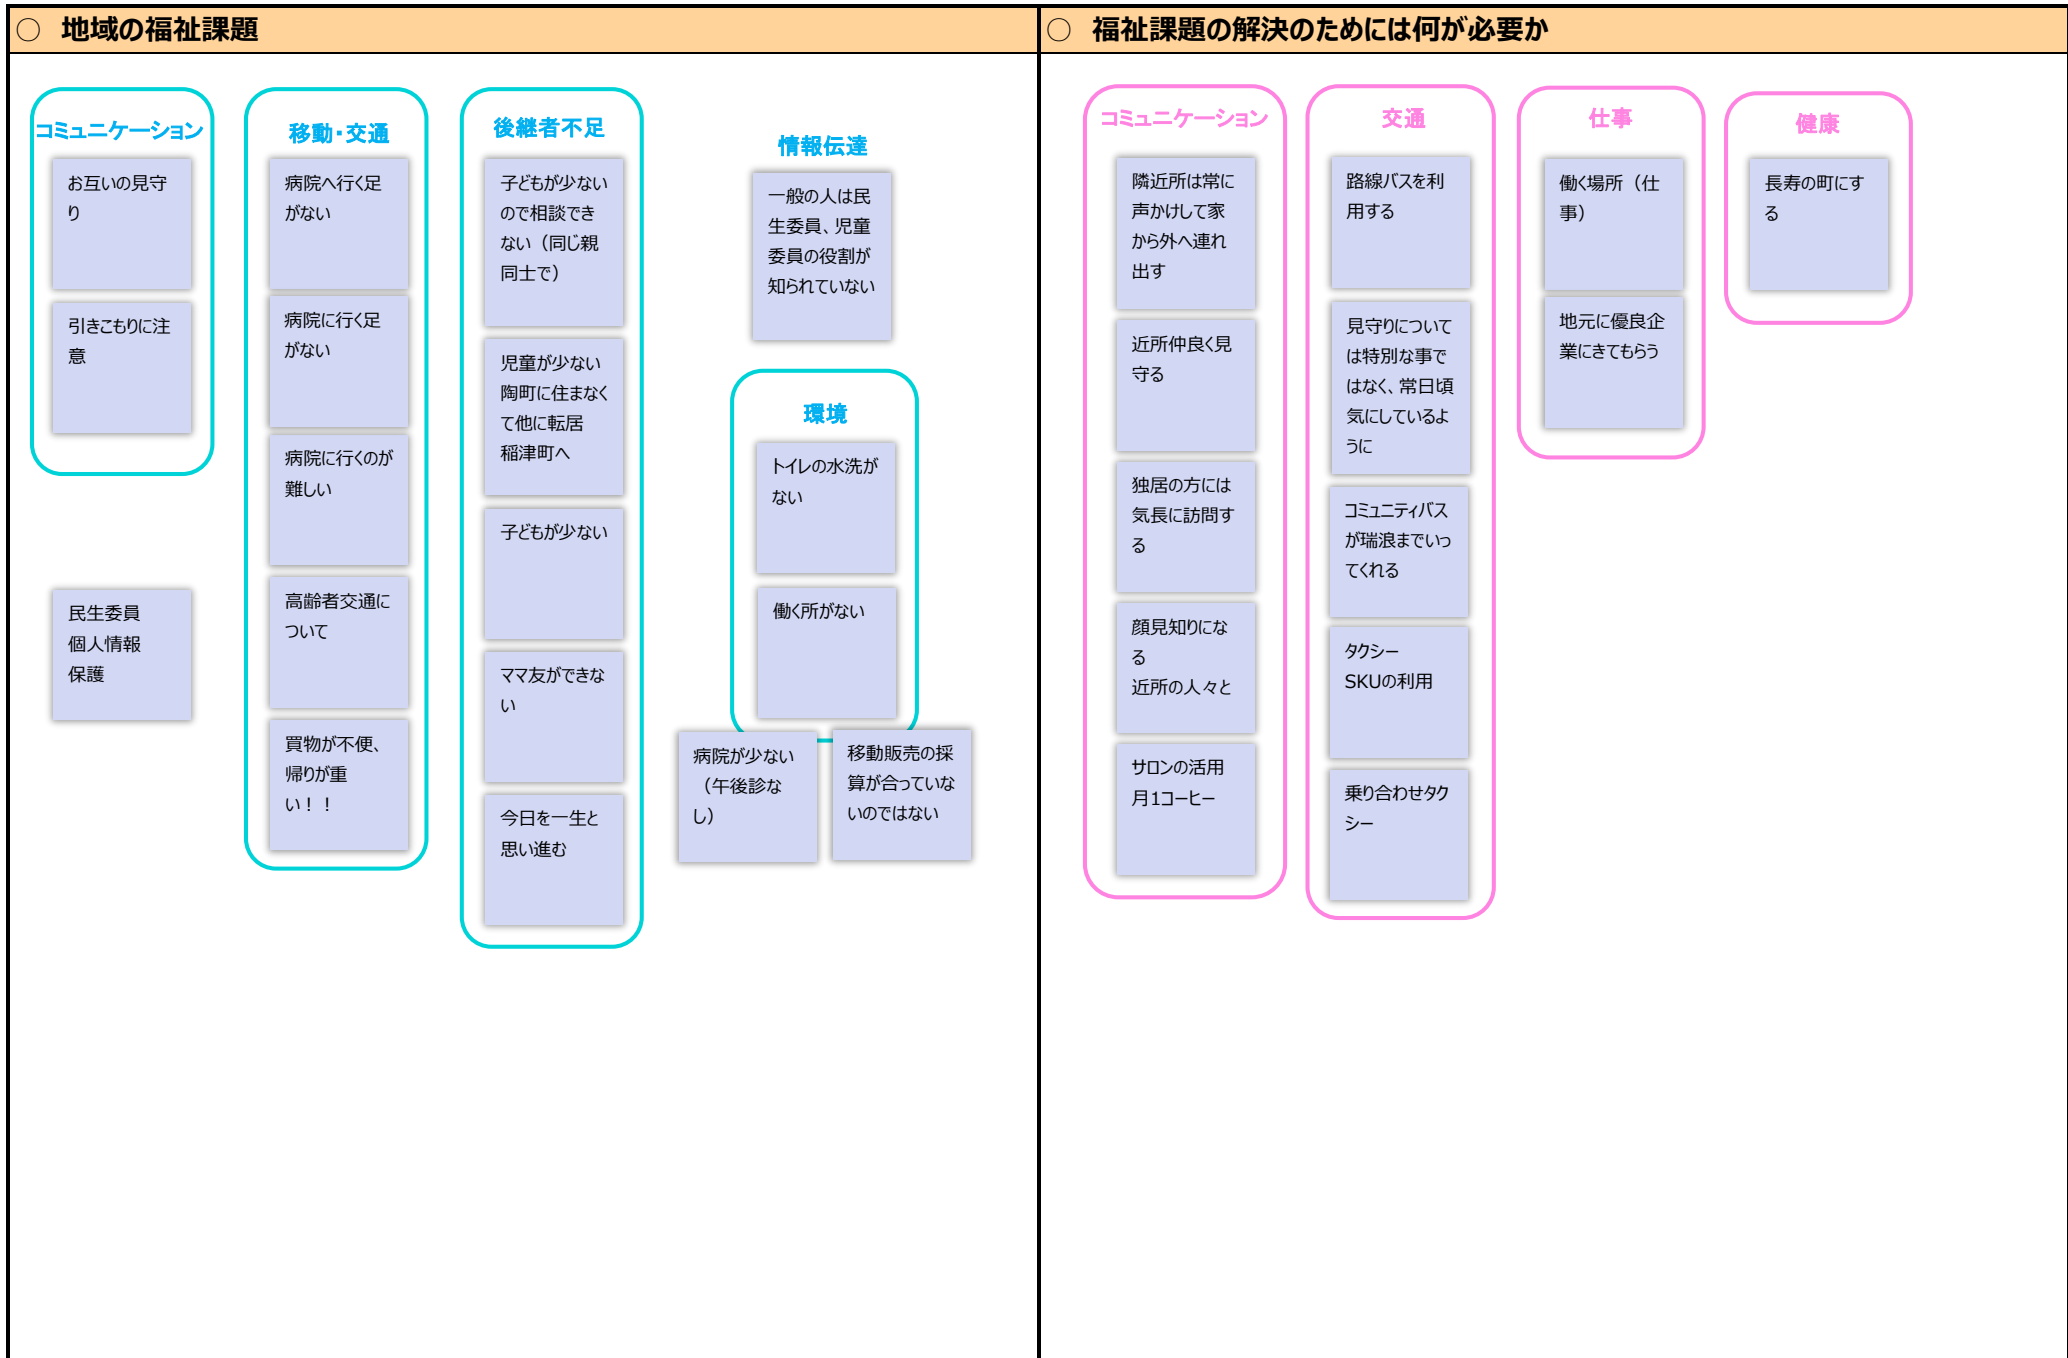 ○ 地域の福祉課題
コミュニケーション
お互いの見守
り
引きこもりに注
意
民生委員
個人情報
保護
移動・交通
病院へ行く足
がない
病院に行く足
がない
病院に行くのが
難しい
高齢者交通に
ついて
買物が不便、
帰りが重
い！！
後継者不足
子どもが少ない
ので相談でき
ない（同じ親
同士で）
児童が少ない
陶町に住まなく
て他に転居
稲津町へ
子どもが少ない
ママ友ができな
い
今日を一生と
思い進む
情報伝達
一般の人は民
生委員、児童
委員の役割が
知られていない
環境
トイレの水洗が
ない
働く所がない
病院が少ない
（午後診な
し）
移動販売の採
算が合っていな
いのではない
○ 福祉課題の解決のためには何が必要か
コミュニケーション
隣近所は常に
声かけして家
から外へ連れ
出す
近所仲良く見
守る
独居の方には
気長に訪問す
る
顔見知りにな
る
近所の人々と
サロンの活用
月1コーヒー
交通
路線バスを利
用する
見守りについて
は特別な事で
はなく、常日頃
気にしているよ
うに
コミュニティバス
が瑞浪までいっ
てくれる
タクシー
SKUの利用
乗り合わせタク
シー
仕事
働く場所（仕
事）
地元に優良企
業にきてもらう
健康
長寿の町にす
る